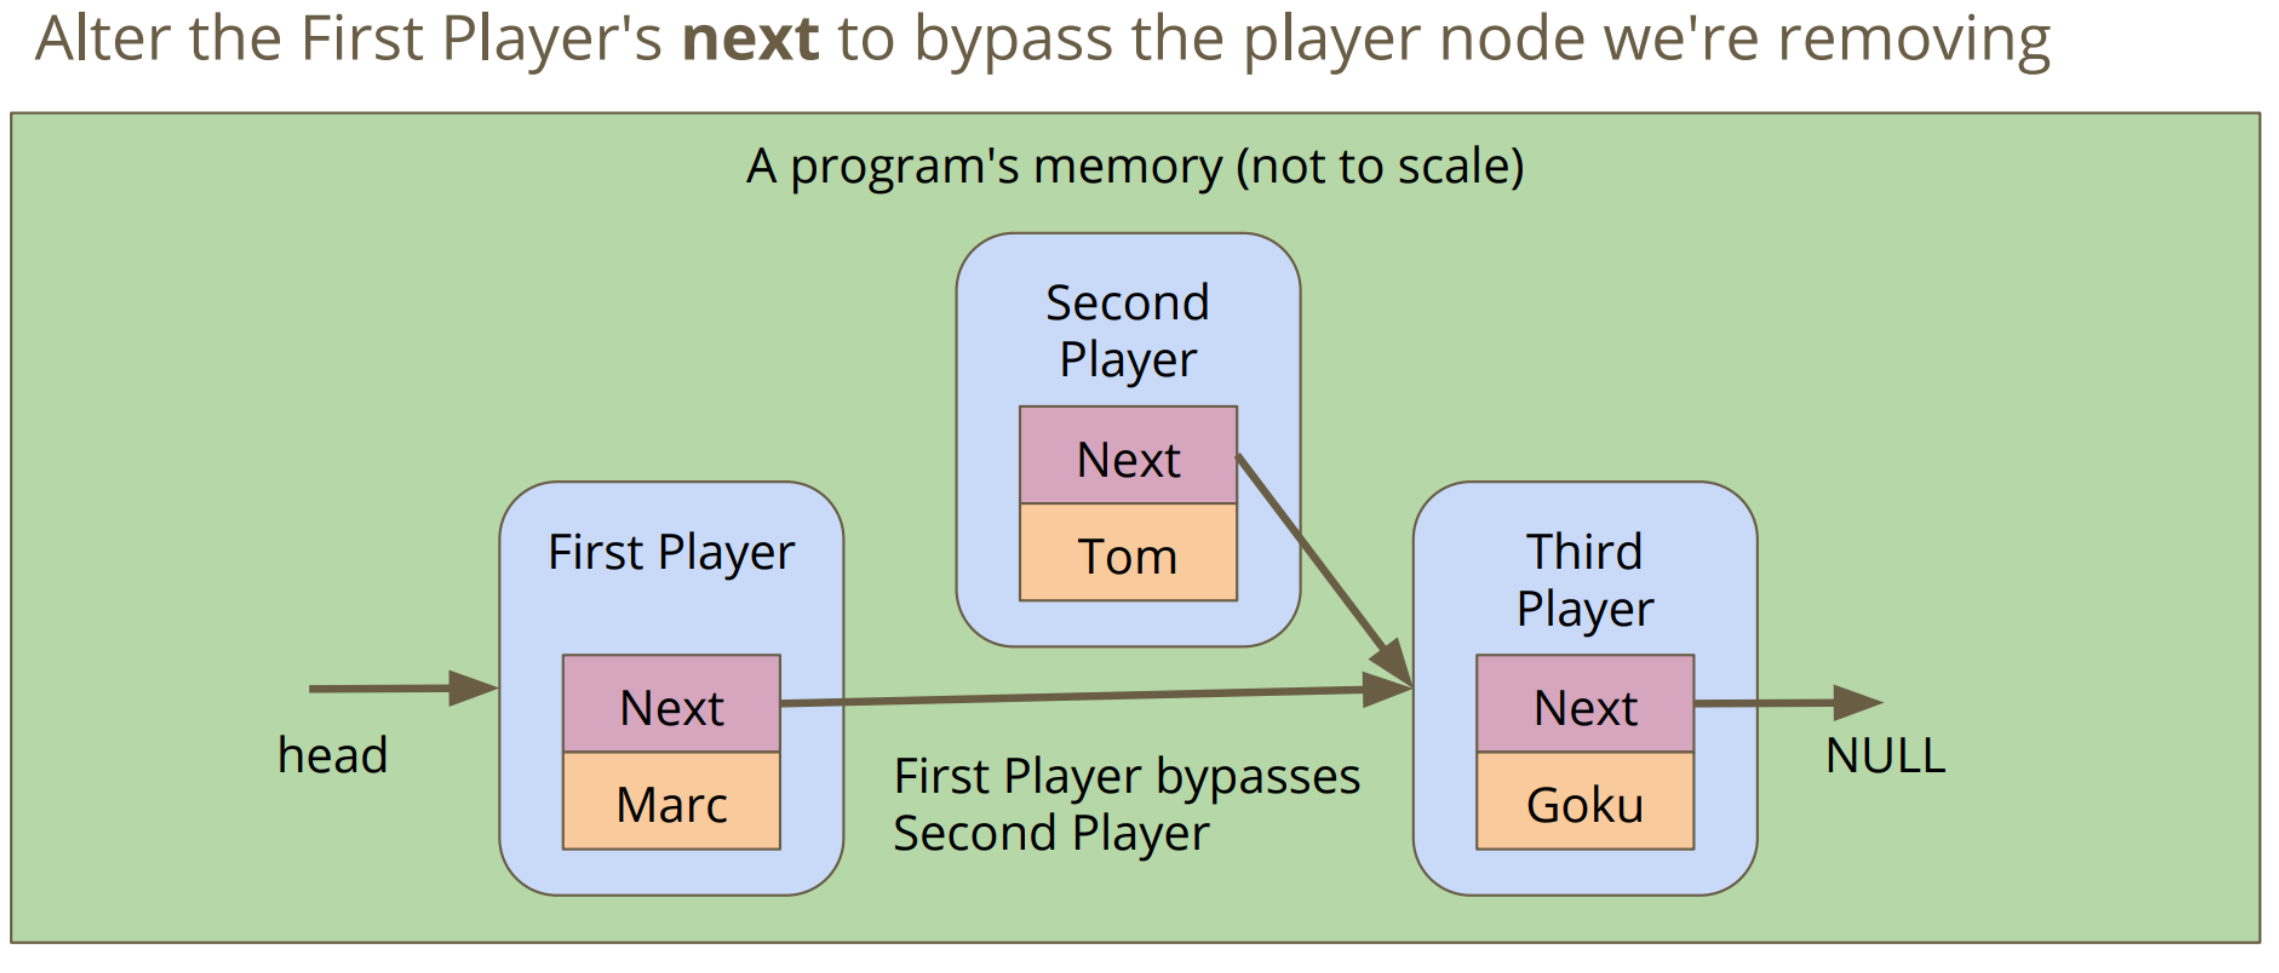 Alter the First Player's next to bypass the player node we're removing
A program's memory (not to scale)
Second
Player
Next
Tom
First Player
Next
Marc
head
First Player bypasses
Second Player
Third
Player
Next
Goku
NULL